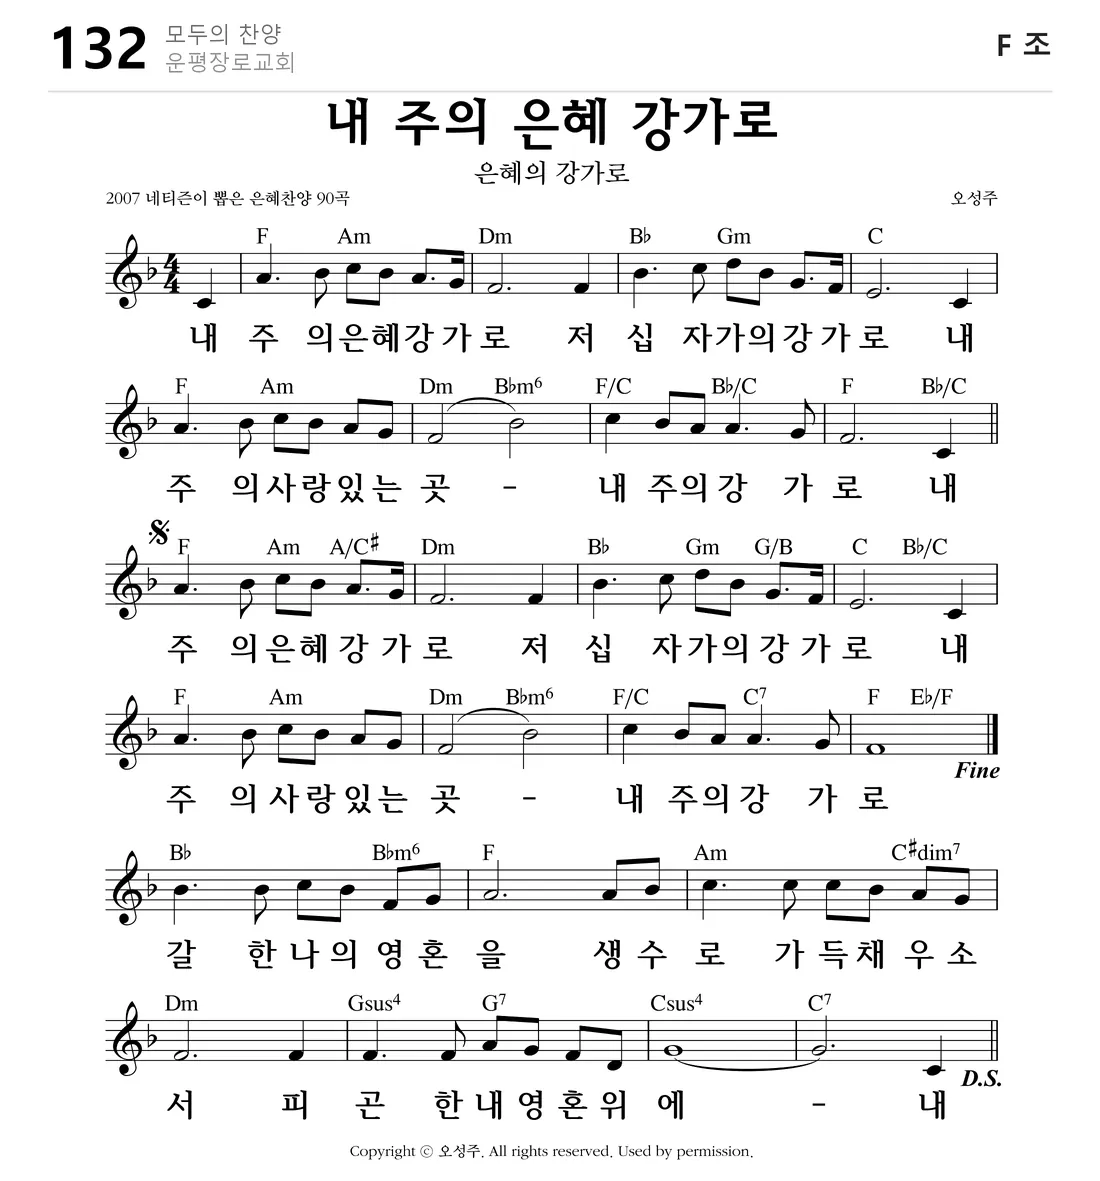 132
모두의 찬양
운평장로교회
F 조
내 주의 은혜 강가로
은혜의 강가로
2007 네티즌이 뽑은 은혜찬양 90곡
오성주
F Am Dm B♭ Gm C
4
4
내 주 의은혜강 가 로 저 십 자가의강 가 로 내
F Am Dm B♭m6 F/C B♭/C F B♭/C
주 의사랑있는 곳 - 내 주의강 가 로 내
F Am A/C# Dm B♭ Gm G/B C B♭/C
주 의은혜강 가 로 저 십 자가의강 가 로 내
F Am Dm B♭m6 F/C C7 F E♭/F
Fine
주 의사랑있는 곳 - 내 주의강 가 로
B♭ B♭m6 F Am C#dim7
갈 한나의 영혼 을 생수 로 가득채 우소
Dm Gsus4 G7 Csus4 C7
D.S.
서 피 곤 한내영혼위 에 - 내
Copyright ⓒ 오성주. All rights reserved. Used by permission.